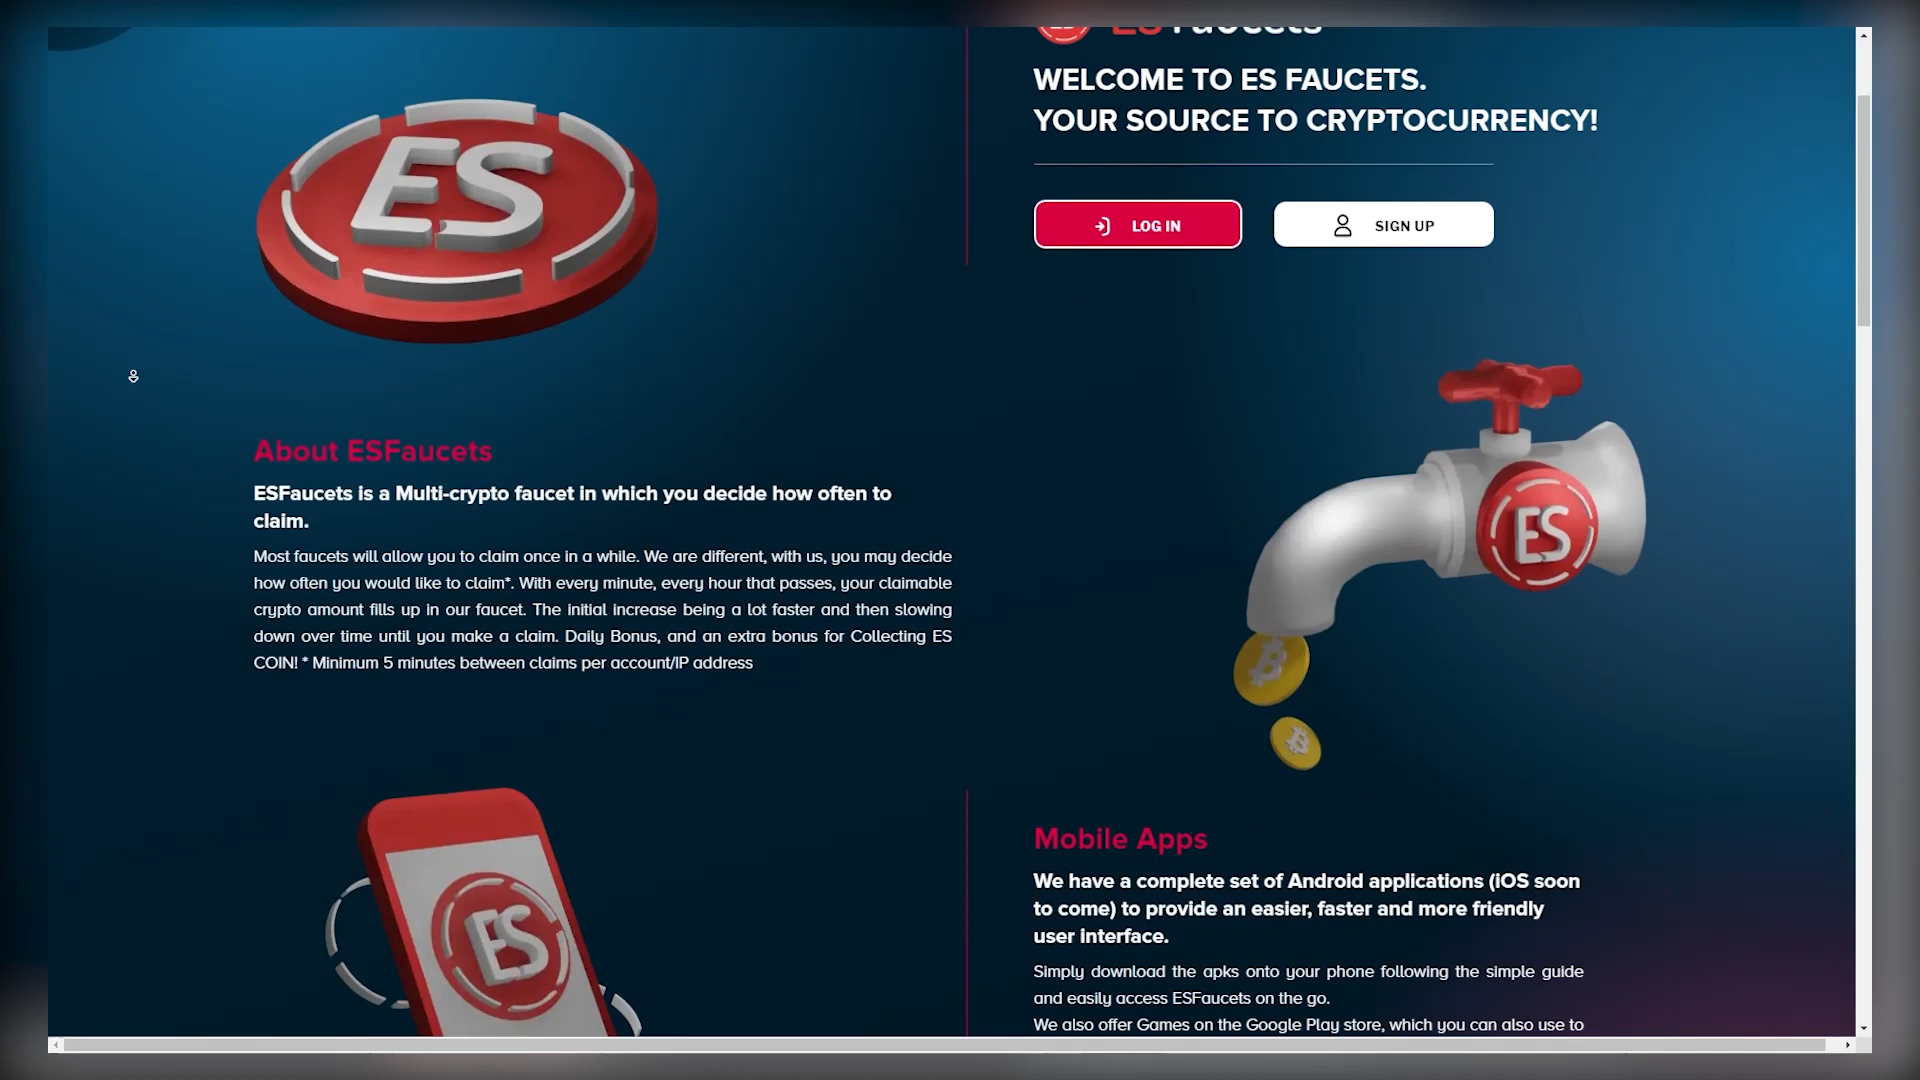 ES Faucets
WELCOME TO ES FAUCETS.
YOUR SOURCE TO CRYPTOCURRENCY!
LOG IN
SIGN UP
ES
About ESFaucets
ESFaucets is a Multi-crypto faucet in which you decide how often to
claim.
Most faucets will allow you to claim once in a while. We are different, with us, you may decide
how often you would like to claim*. With every minute, every hour that passes, your claimable
crypto amount fills up in our faucet. The initial increase being a lot faster and then slowing
down over time until you make a claim. Daily Bonus, and an extra bonus for Collecting ES
COIN! * Minimum 5 minutes between claims per account/IP address
ES
ES
Mobile Apps
We have a complete set of Android applications (iOS soon
to come) to provide an easier, faster and more friendly
user interface.
Simply download the apks onto your phone following the simple guide
and easily access ESFaucets on the go.
We also offer Games on the Google Play store, which you can also use to